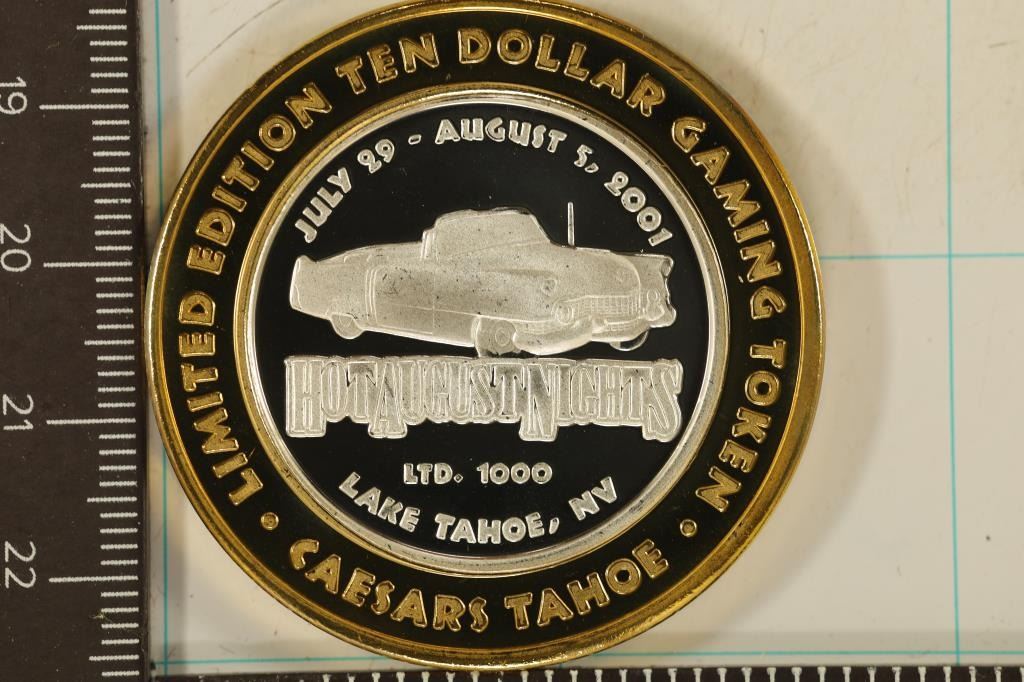 LIMITED EDITION TEN DOLLAR GAMING TOKEN
JULY 29 - AUGUST 5, 2001
HOT AUGUST NIGHTS
LTD. 1000
LAKE TAHOE, NV
• CAESARS TAHOE •
19
20
21
22